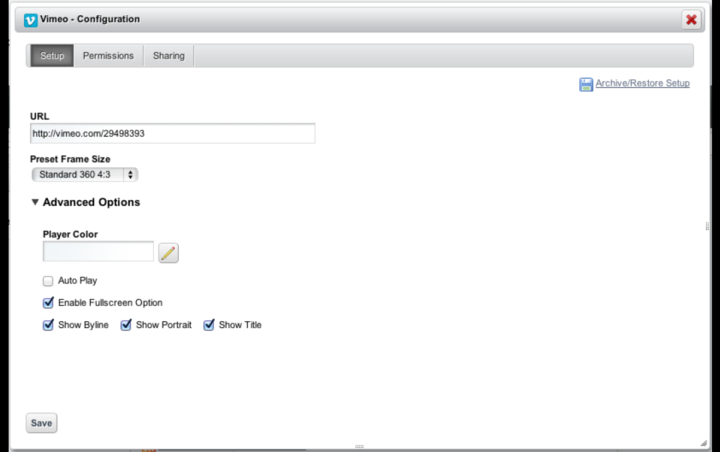 Vimeo - Configuration
Setup Permissions Sharing
Archive/Restore Setup
URL
http://vimeo.com/29498393
Preset Frame Size
Standard 360 4:3
Advanced Options
Player Color
Auto Play
Enable Fullscreen Option
Show Byline Show Portrait Show Title
Save